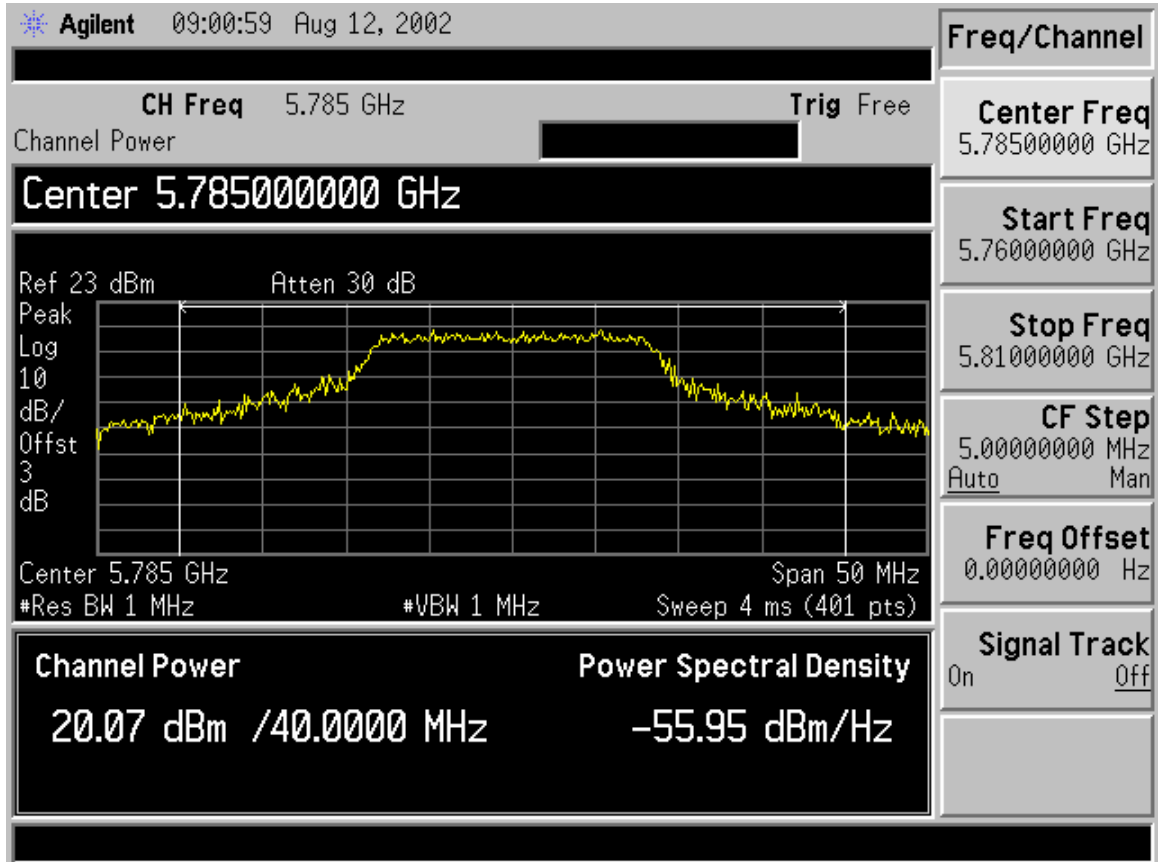 Agilent 09:00:59 Aug 12, 2002
Freq/Channel
CH Freq 5.785 GHz Trig Free
Channel Power
Center 5.785000000 GHz
Ref 23 dBm Atten 30 dB
Peak
Log
10
dB/
Offst
3
dB
Center 5.785 GHz Span 50 MHz
#Res BW 1 MHz #VBW 1 MHz Sweep 4 ms (401 pts)
Channel Power Power Spectral Density
20.07 dBm /40.0000 MHz -55.95 dBm/Hz
Center Freq
5.78500000 GHz
Start Freq
5.76000000 GHz
Stop Freq
5.81000000 GHz
CF Step
5.00000000 MHz
Auto Man
Freq Offset
0.00000000 Hz
Signal Track
On Off